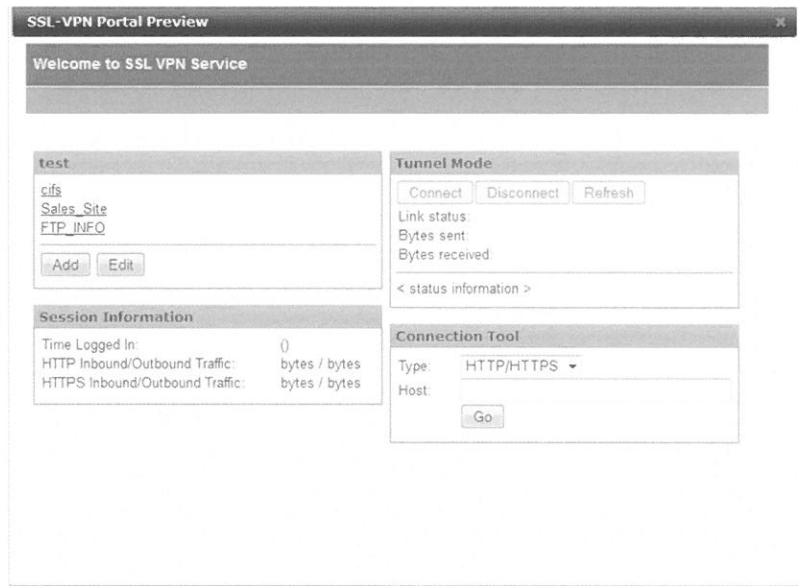 SSL-VPN Portal Preview
Welcome to SSL VPN Service
test
cifs
Sales_Site
FTP_INFO
Add Edit
Session Information
Time Logged In: ()
HTTP Inbound/Outbound Traffic: bytes / bytes
HTTPS Inbound/Outbound Traffic: bytes / bytes
Tunnel Mode
Connect Disconnect Refresh
Link status:
Bytes sent:
Bytes received:
< status information >
Connection Tool
Type: HTTP/HTTPS
Host:
Go